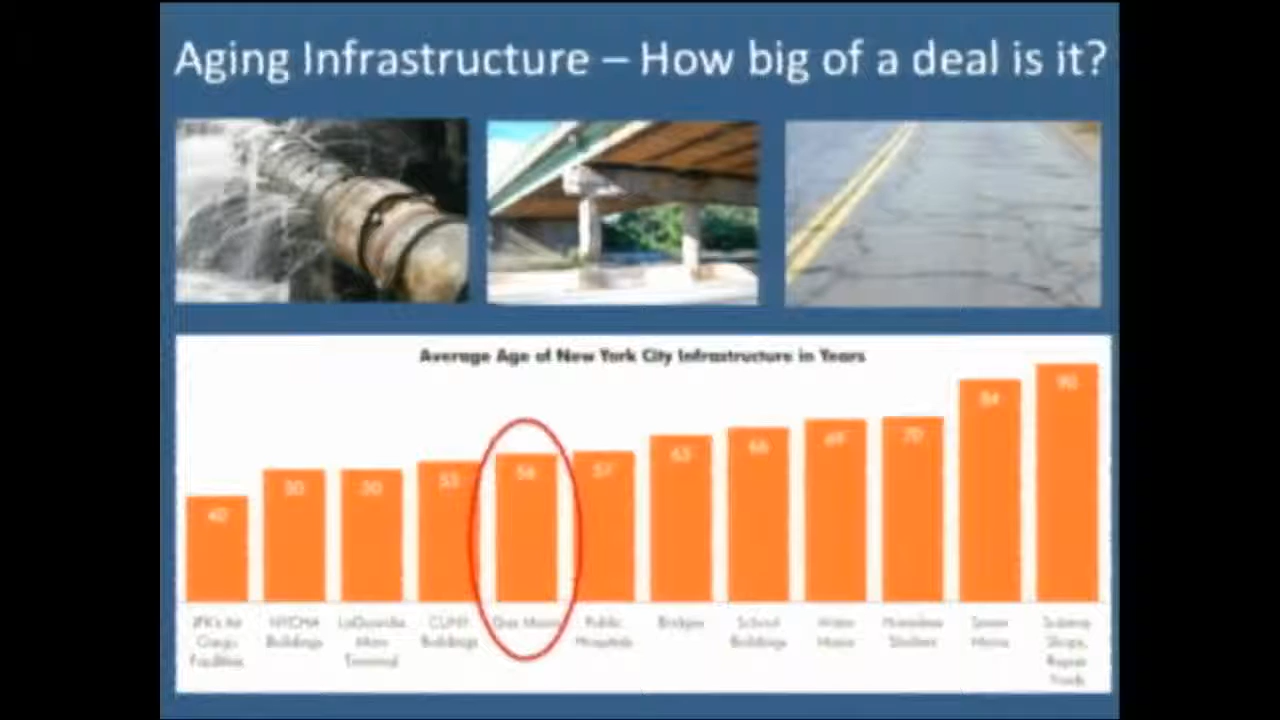 Aging Infrastructure – How big of a deal is it?
Average Age of New York City Infrastructure in Years
40
50
50
53
56
57
63
66
69
70
84
90
JFK's Air
Cargo
Facilities
NYCHA
Buildings
LaGuardia
Main
Terminal
CUNY
Buildings
Gas Mains
Public
Hospitals
Bridges
School
Buildings
Water
Mains
Homeless
Shelters
Sewer
Mains
Subway
Shops,
Repair
Yards